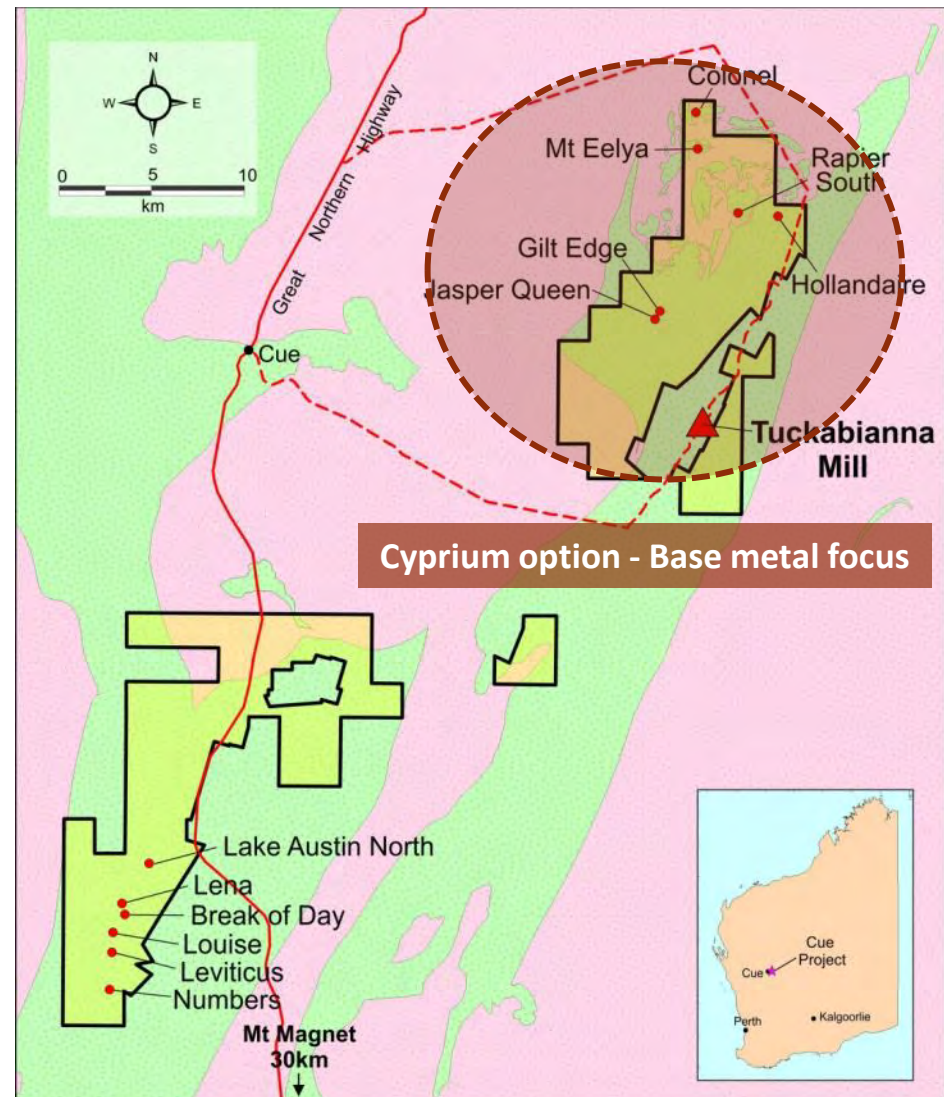 N
W
E
S
0
5
10
km
Great Northern Highway
Cue
Colonel
Mt Eelya
Rapier
South
Gilt Edge
Jasper Queen
Hollandaire
Tuckabianna
Mill
Cyprium option - Base metal focus
Lake Austin North
Lena
Break of Day
Louise
Leviticus
Numbers
Mt Magnet
30km
Cue
Project
Cue
Perth
Kalgoorlie